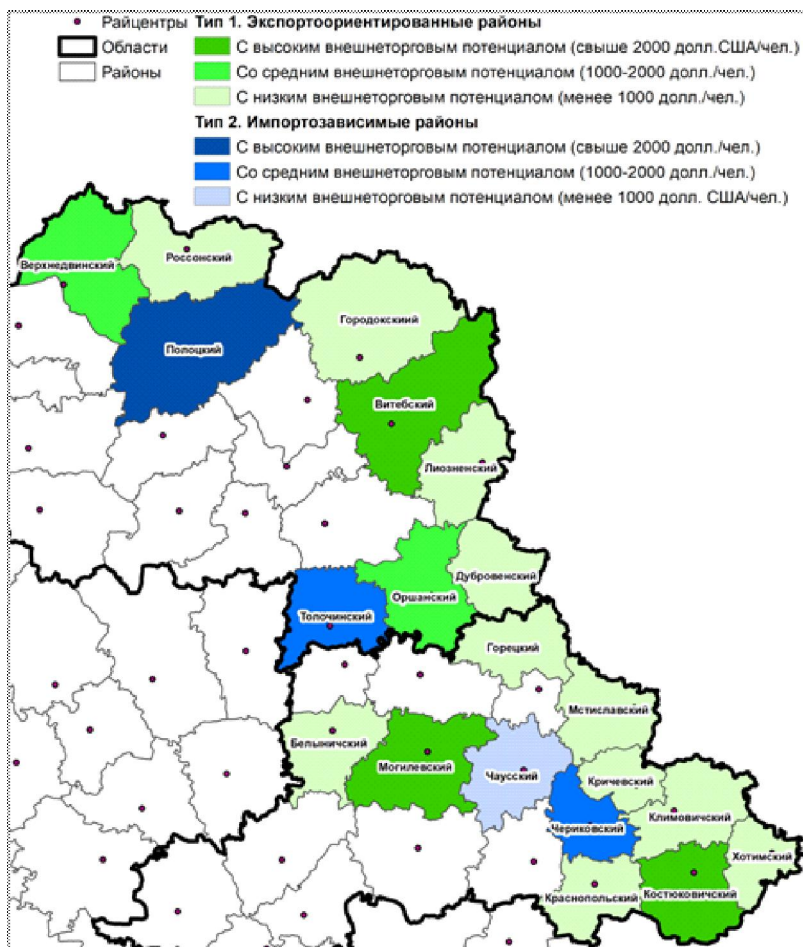 Райцентры
Области
Районы
Тип 1. Экспортоориентированные районы
С высоким внешнеторговым потенциалом (свыше 2000 долл.США/чел.)
Со средним внешнеторговым потенциалом (1000-2000 долл./чел.)
С низким внешнеторговым потенциалом (менее 1000 долл./чел.)
Тип 2. Импортозависимые районы
С высоким внешнеторговым потенциалом (свыше 2000 долл./чел.)
Со средним внешнеторговым потенциалом (1000-2000 долл./чел.)
С низким внешнеторговым потенциалом (менее 1000 долл. США/чел.)
Россонский
Верхнедвинский
Городокскиий
Полоцкий
Витебский
Лиозненский
Дубровенский
Оршанский
Толочинский
Горецкий
Мстиславский
Белыничский
Могилевский
Чаусский
Кричевский
Климовичский
Чериковский
Хотимский
Краснопольский
Костюковичский